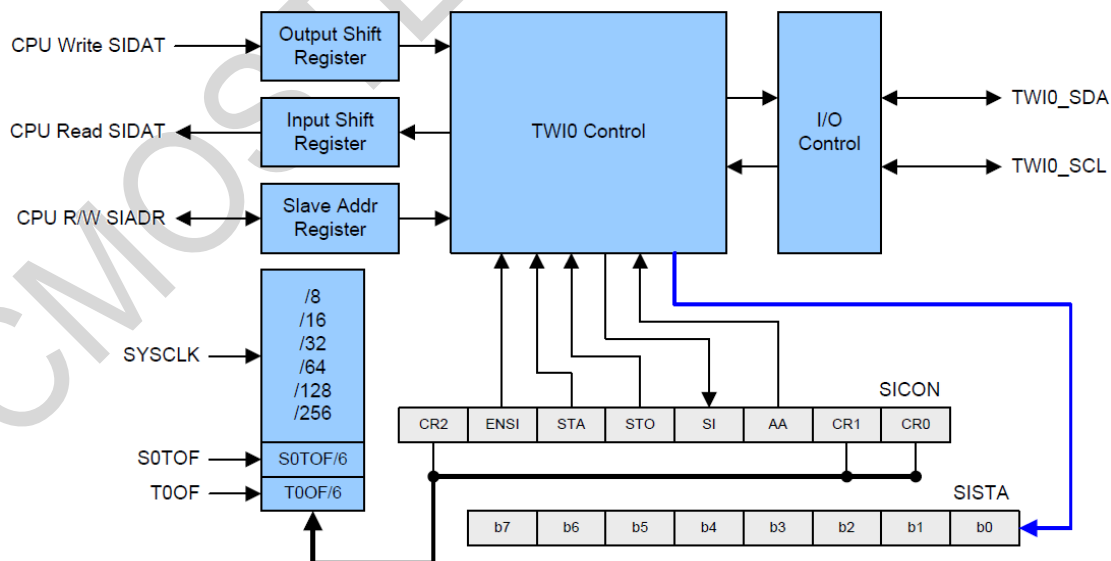 CPU Write SIDAT
Output Shift
Register
CPU Read SIDAT
Input Shift
Register
CPU R/W SIADR
Slave Addr
Register
TWI0 Control
I/O
Control
TWI0_SDA
TWI0_SCL
SYSCLK
/8
/16
/32
/64
/128
/256
S0TOF
S0TOF/6
T0OF
T0OF/6
SICON
CR2 ENSI STA STO SI AA CR1 CR0
SISTA
b7 b6 b5 b4 b3 b2 b1 b0
CMOS